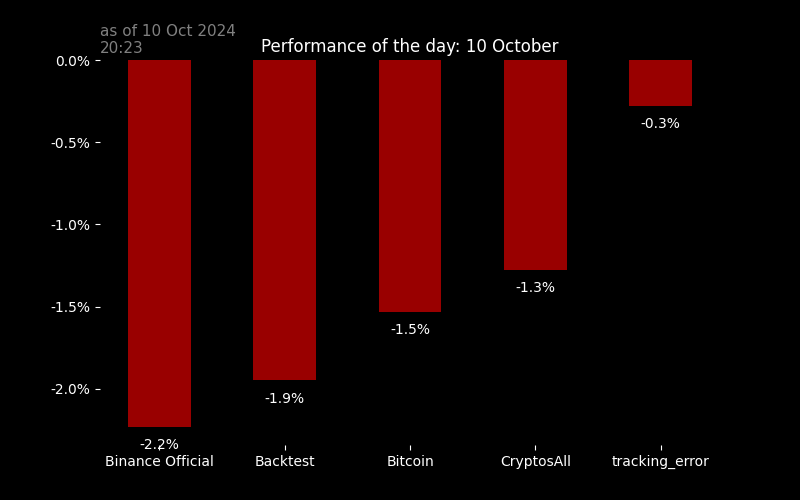 as of 10 Oct 2024
20:23
Performance of the day: 10 October
0.0%
-0.5%
-1.0%
-1.5%
-2.0%
-2.2%
-1.9%
-1.5%
-1.3%
-0.3%
Binance Official
Backtest
Bitcoin
CryptosAll
tracking_error